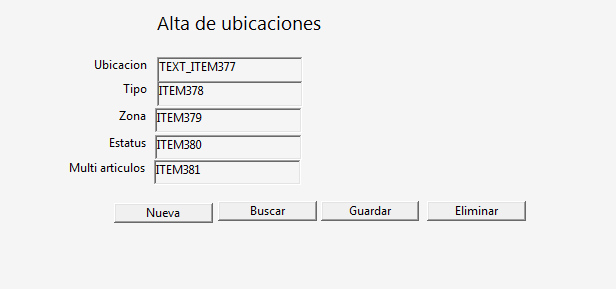 Alta de ubicaciones
Ubicacion TEXT_ITEM377
Tipo ITEM378
Zona ITEM379
Estatus ITEM380
Multi articulos ITEM381
Nueva Buscar Guardar Eliminar